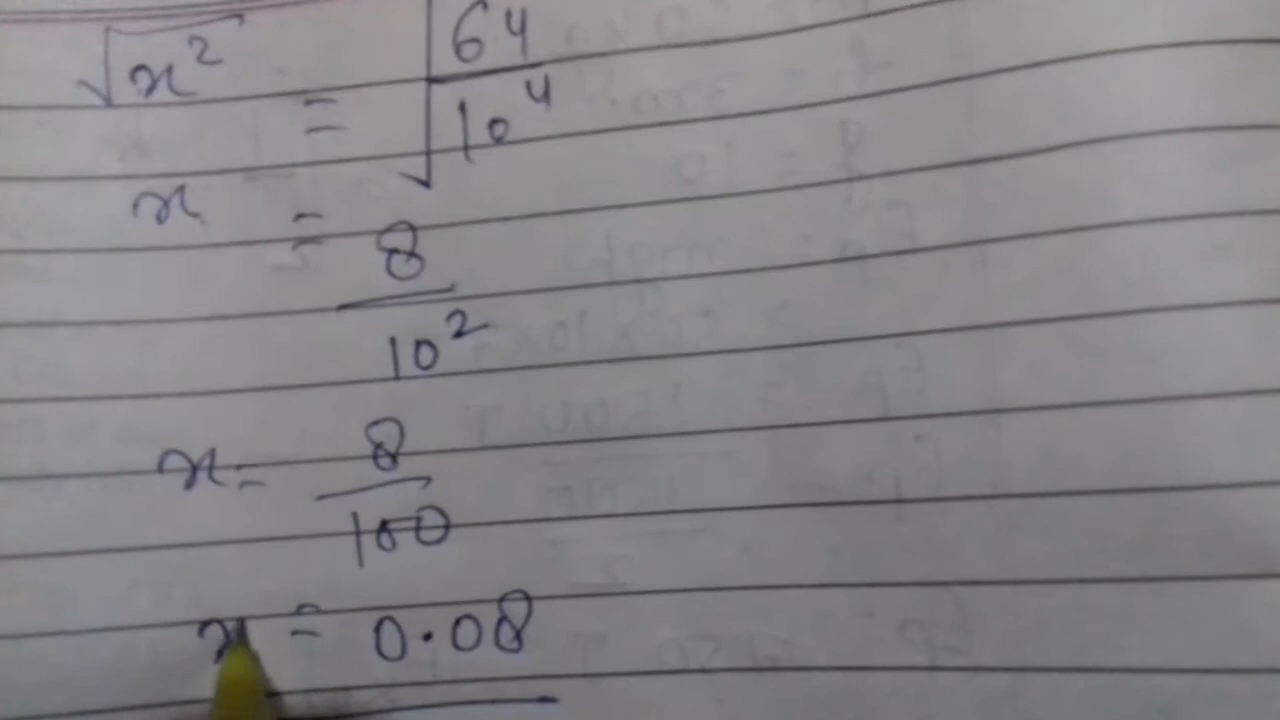 √x² = √64/10⁴
x = 8/10²
x = 8/100
x = 0.08